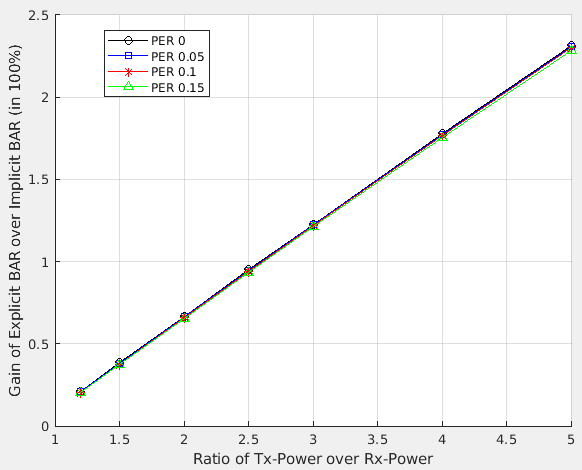 2.5
2
1.5
1
0.5
0
Gain of Explicit BAR over Implicit BAR (in 100%)
PER 0
PER 0.05
PER 0.1
PER 0.15
1 1.5 2 2.5 3 3.5 4 4.5 5
Ratio of Tx-Power over Rx-Power